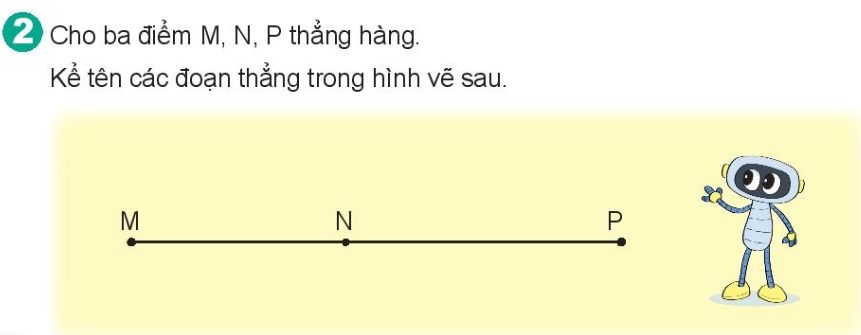 2 Cho ba điểm M, N, P thẳng hàng.
Kể tên các đoạn thẳng trong hình vẽ sau.
M N P